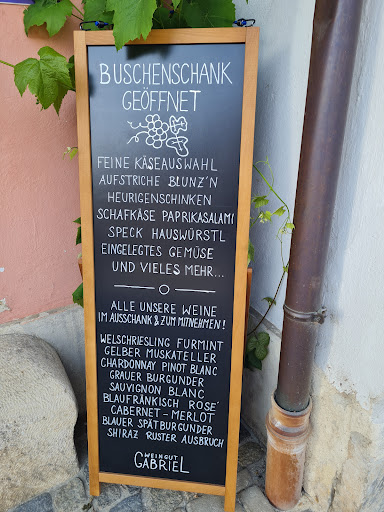 BUSCHENSCHANK
GEÖFFNET
FEINE KÄSEAUSWAHL
AUFSTRICHE BLUNZ'N
HEURIGENSCHINKEN
SCHAFKÄSE PAPRIKASALAMI
SPECK HAUSWÜRSTL
EINGELEGTES GEMÜSE
UND VIELES MEHR...
ALLE UNSERE WEINE
IM AUSSCHANK & ZUM MITNEHMEN!
WELSCHRIESLING FURMINT
GELBER MUSKATELLER
CHARDONNAY PINOT BLANC
GRAUER BURGUNDER
SAUVIGNON BLANC
BLAUFRÄNKISCH ROSÉ
CABERNET-MERLOT
BLAUER SPÄTBURGUNDER
SHIRAZ RUSTER AUSBRUCH
WEINGUT
GABRIEL